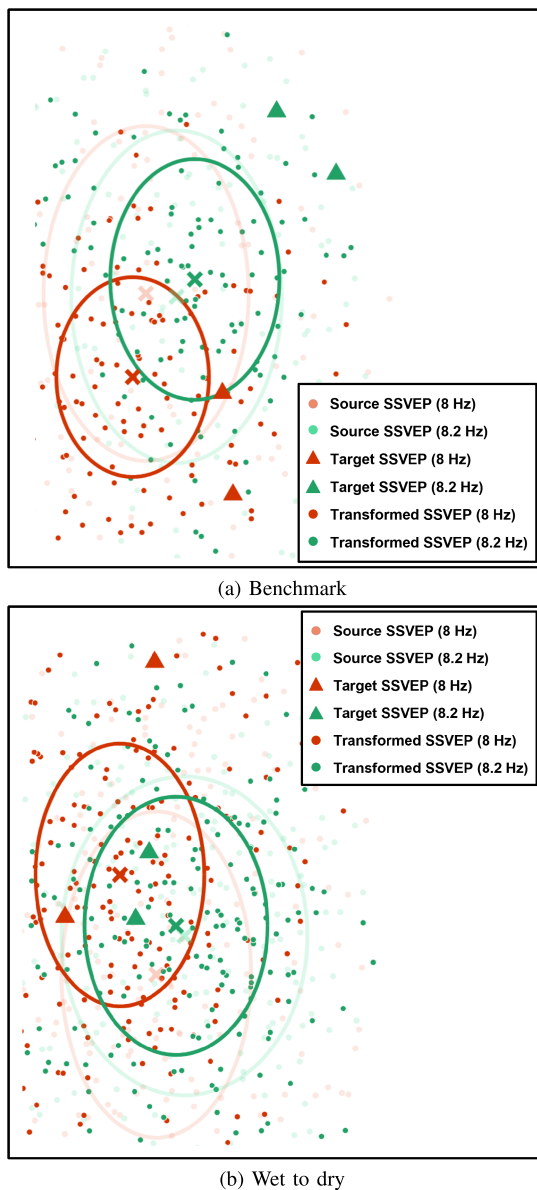 Source SSVEP (8 Hz)
Source SSVEP (8.2 Hz)
Target SSVEP (8 Hz)
Target SSVEP (8.2 Hz)
Transformed SSVEP (8 Hz)
Transformed SSVEP (8.2 Hz)
(a) Benchmark
Source SSVEP (8 Hz)
Source SSVEP (8.2 Hz)
Target SSVEP (8 Hz)
Target SSVEP (8.2 Hz)
Transformed SSVEP (8 Hz)
Transformed SSVEP (8.2 Hz)
(b) Wet to dry